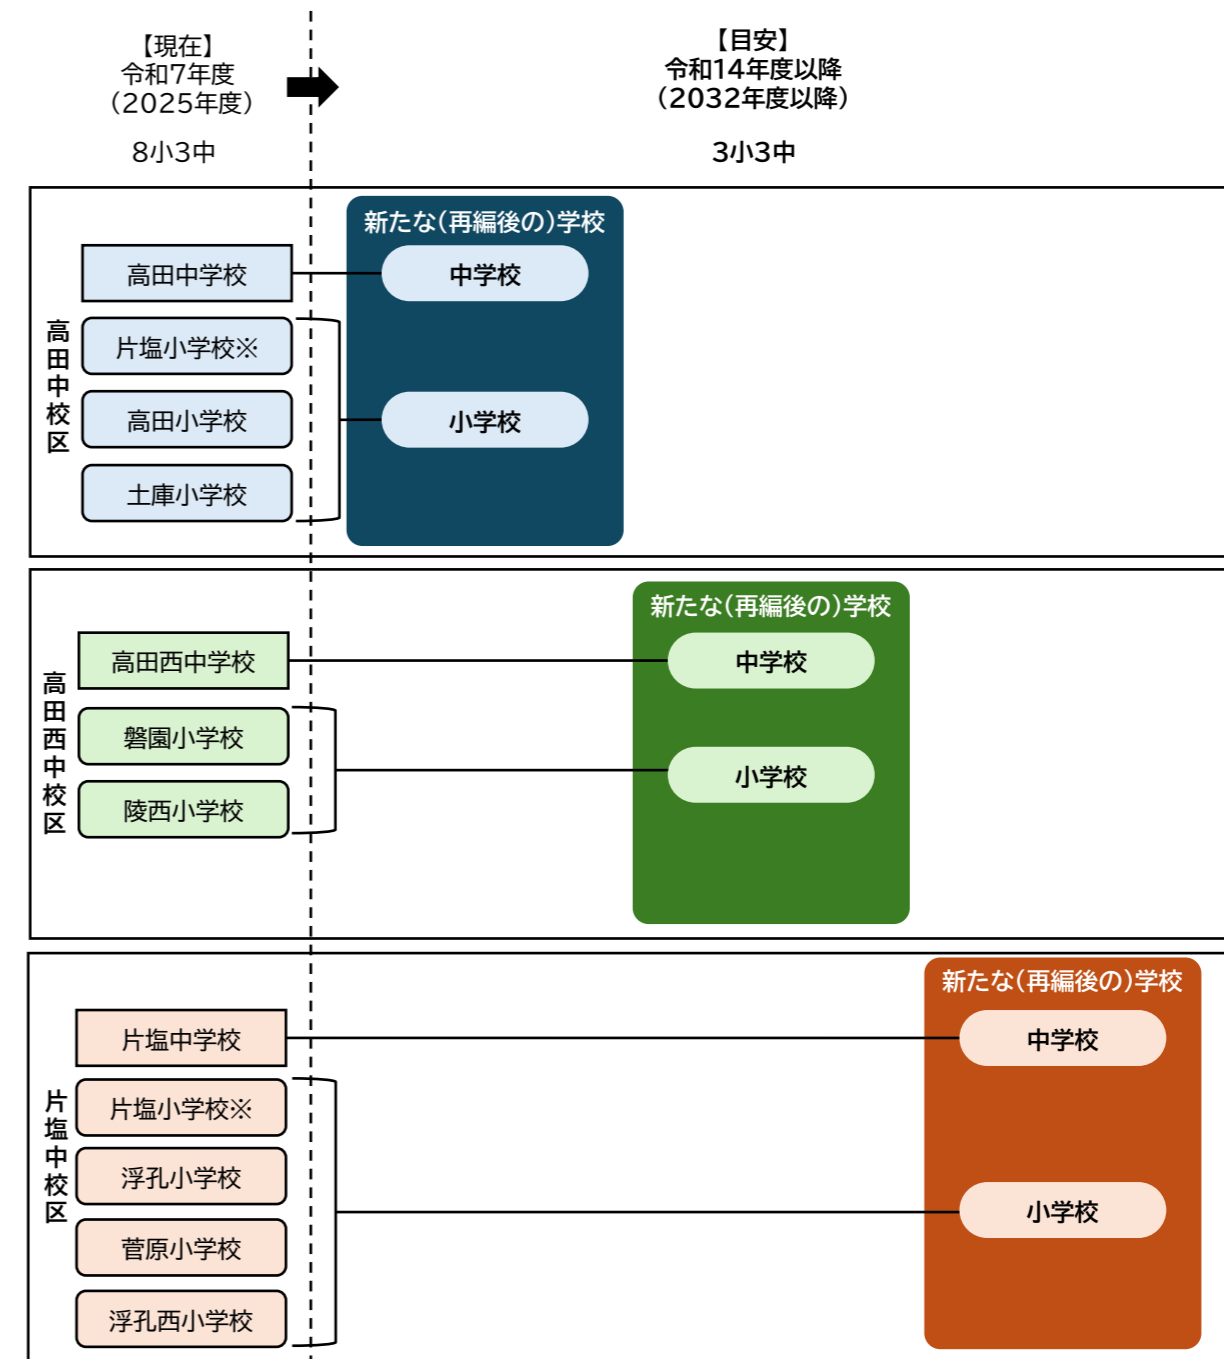 【現在】
令和7年度
(2025年度)
8小3中
【目安】
令和14年度以降
(2032年度以降)
3小3中
高田中校区
高田中学校
片塩小学校※
高田小学校
土庫小学校
新たな(再編後の)学校
中学校
小学校
高田西中校区
高田西中学校
磐園小学校
陵西小学校
新たな(再編後の)学校
中学校
小学校
片塩中校区
片塩中学校
片塩小学校※
浮孔小学校
菅原小学校
浮孔西小学校
新たな(再編後の)学校
中学校
小学校